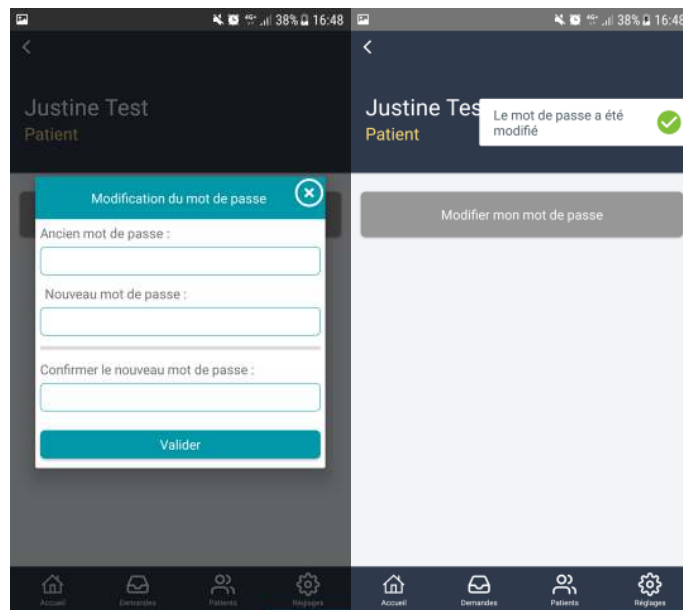 38% 16:48
Justine Test
Patient
Modification du mot de passe
Ancien mot de passe :
Nouveau mot de passe :
Confirmer le nouveau mot de passe :
Valider
Accueil
Demandes
Patients
Réglages
38% 16:48
Justine Tes
Patient
Le mot de passe a été
modifié
Modifier mon mot de passe
Accueil
Demandes
Patients
Réglages